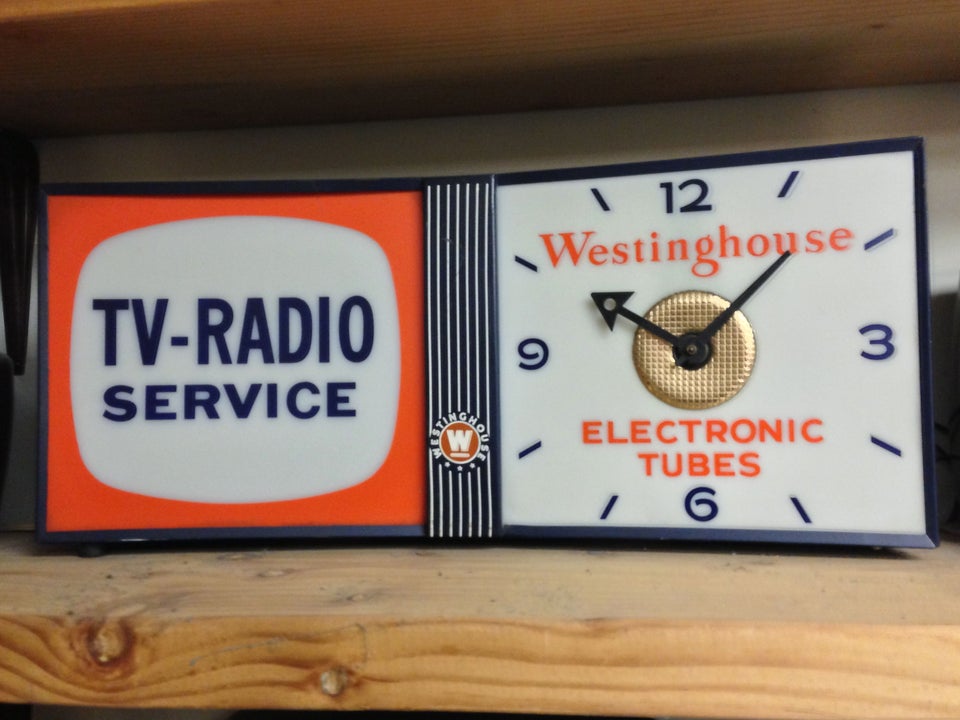 TV-RADIO
SERVICE
WESTINGHOUSE
W
12
Westinghouse
9
3
ELECTRONIC
TUBES
6